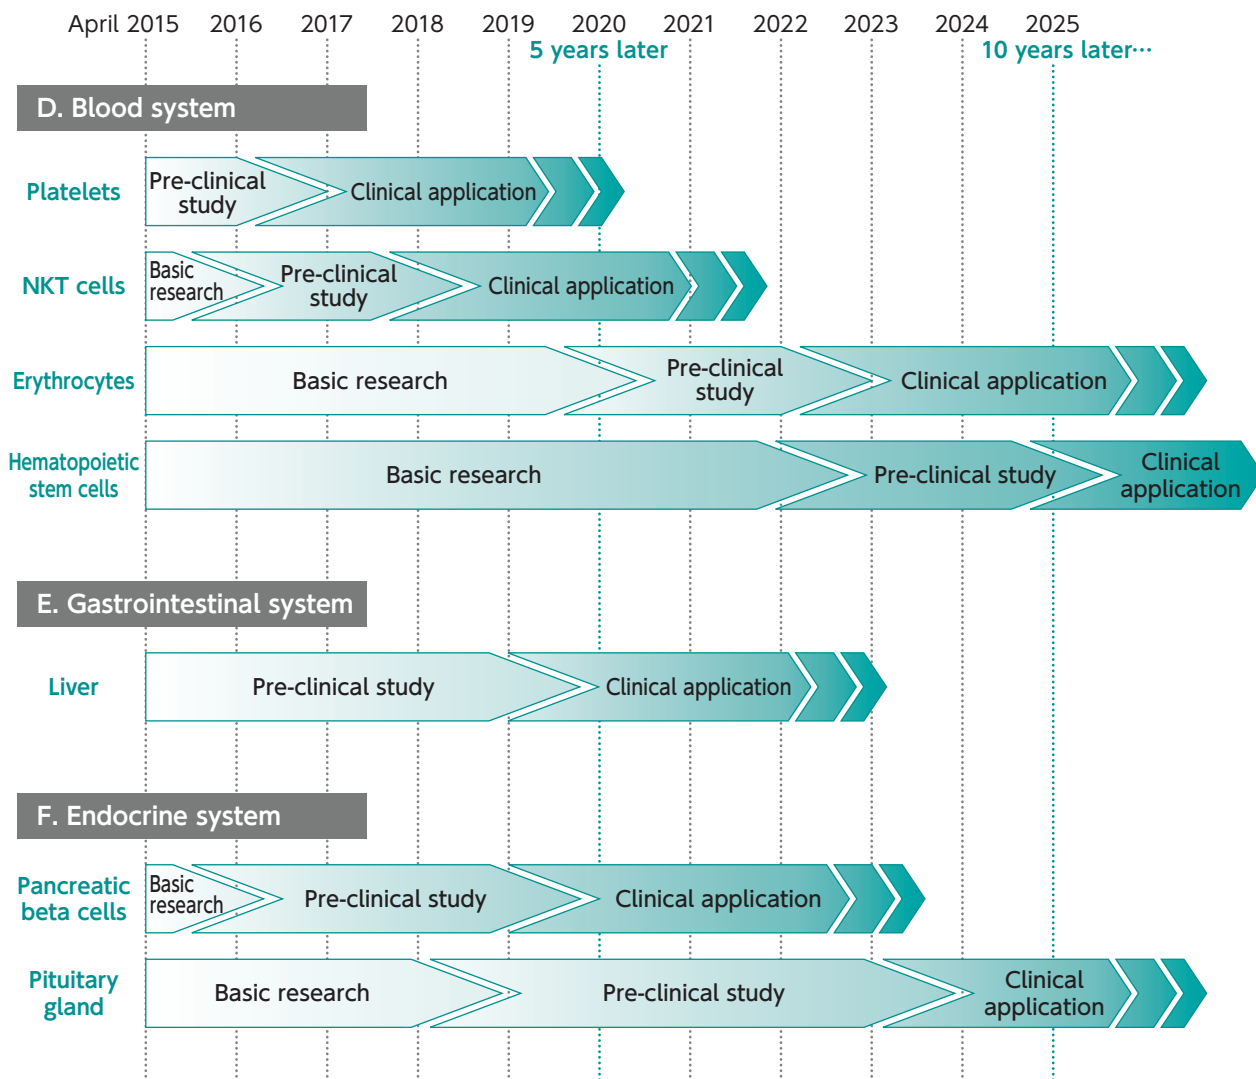 April 2015 2016 2017 2018 2019 2020 2021 2022 2023 2024 2025
5 years later 10 years later…
D. Blood system
Platelets
Pre-clinical
study
Clinical application
NKT cells
Basic
research
Pre-clinical
study
Clinical application
Erythrocytes
Basic research
Pre-clinical
study
Clinical application
Hematopoietic
stem cells
Basic research
Pre-clinical study
Clinical
application
E. Gastrointestinal system
Liver
Pre-clinical study
Clinical application
F. Endocrine system
Pancreatic
beta cells
Basic
research
Pre-clinical study
Clinical application
Pituitary
gland
Basic research
Pre-clinical study
Clinical
application